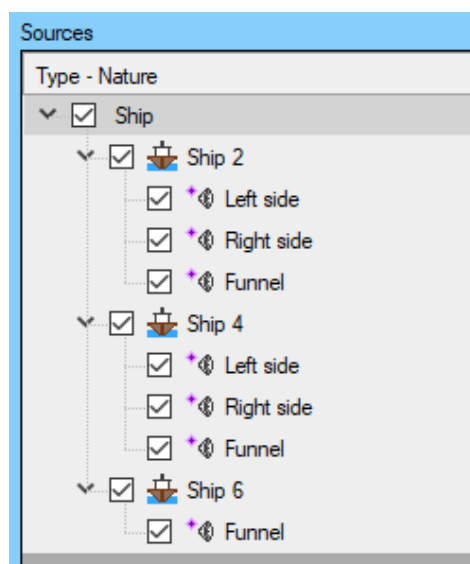 Sources
Type - Nature
Ship
Ship 2
Left side
Right side
Funnel
Ship 4
Left side
Right side
Funnel
Ship 6
Funnel